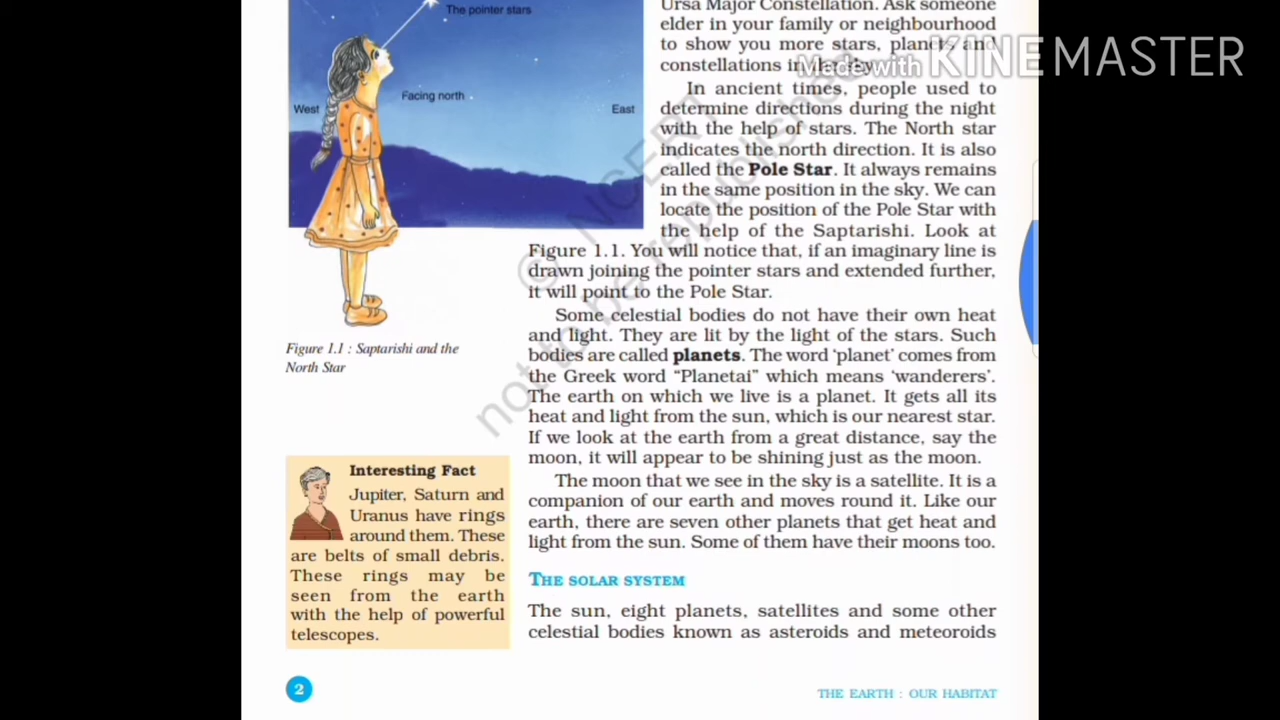 The pointer stars
West
Facing north
East
Figure 1.1 : Saptarishi and the
North Star
Interesting Fact
Jupiter, Saturn and
Uranus have rings
around them. These
are belts of small debris.
These rings may be
seen from the earth
with the help of powerful
telescopes.
Ursa Major Constellation. Ask someone
elder in your family or neighbourhood
to show you more stars, planets and
constellations in the sky.
In ancient times, people used to
determine directions during the night
with the help of stars. The North star
indicates the north direction. It is also
called the Pole Star. It always remains
in the same position in the sky. We can
locate the position of the Pole Star with
the help of the Saptarishi. Look at
Figure 1.1. You will notice that, if an imaginary line is
drawn joining the pointer stars and extended further,
it will point to the Pole Star.
Some celestial bodies do not have their own heat
and light. They are lit by the light of the stars. Such
bodies are called planets. The word ‘planet’ comes from
the Greek word “Planetai” which means ‘wanderers’.
The earth on which we live is a planet. It gets all its
heat and light from the sun, which is our nearest star.
If we look at the earth from a great distance, say the
moon, it will appear to be shining just as the moon.
The moon that we see in the sky is a satellite. It is a
companion of our earth and moves round it. Like our
earth, there are seven other planets that get heat and
light from the sun. Some of them have their moons too.
THE SOLAR SYSTEM
The sun, eight planets, satellites and some other
celestial bodies known as asteroids and meteoroids
2
THE EARTH : OUR HABITAT
© NCERT
not to be republished
Made with KINEMASTER